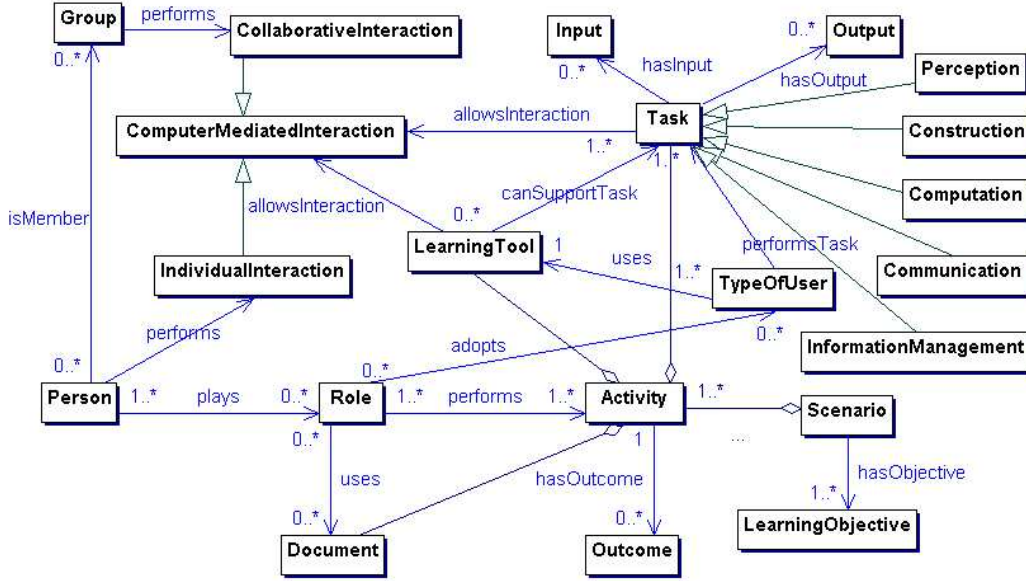 Group
performs
CollaborativeInteraction
Input
0..*
Output
0..*
0..*
hasInput
hasOutput
Perception
ComputerMediatedInteraction
allowsInteraction
1..*
Task
1..*
Construction
isMember
allowsInteraction
0..*
canSupportTask
Computation
LearningTool
1
uses
performsTask
1..*
TypeOfUser
0..*
Communication
IndividualInteraction
performs
adopts
InformationManagement
0..*
Person
1..*
plays
0..*
0..*
Role
0..*
1..*
performs
1..*
Activity
1
1..*
...
Scenario
uses
hasOutcome
hasObjective
0..*
Document
0..*
Outcome
1..*
LearningObjective